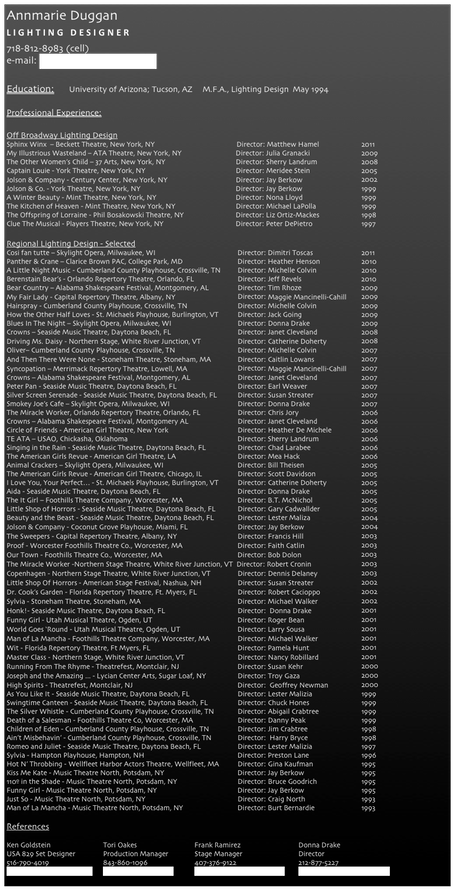 Annmarie Duggan
LIGHTING DESIGNER
718-812-8983 (cell)
e-mail:
Education: University of Arizona; Tucson, AZ M.F.A., Lighting Design May 1994
Professional Experience:
Off Broadway Lighting Design
Sphinx Winx – Beckett Theatre, New York, NY Director: Matthew Hamel 2011
My Illustrious Wasteland – ATA Theatre, New York, NY Director: Julia Granacki 2009
The Other Women's Child – 37 Arts, New York, NY Director: Sherry Landrum 2008
Captain Louie - York Theatre, New York, NY Director: Meridee Stein 2005
Jolson & Company - Century Center, New York, NY Director: Jay Berkow 2002
Jolson & Co. - York Theatre, New York, NY Director: Jay Berkow 1999
A Winter Beauty - Mint Theatre, New York, NY Director: Nona Lloyd 1999
The Kitchen of Heaven - Mint Theatre, New York, NY Director: Michael LaPolla 1999
The Offspring of Lorraine - Phil Bosakowski Theatre, NY Director: Liz Ortiz-Mackes 1998
Clue The Musical - Players Theatre, New York, NY Director: Peter DePietro 1997
Regional Lighting Design - Selected
Cosi fan tutte – Skylight Opera, Milwaukee, WI Director: Dimitri Toscas 2011
Panther & Crane – Clarice Brown PAC, College Park, MD Director: Heather Henson 2010
A Little Night Music - Cumberland County Playhouse, Crossville, TN Director: Michelle Colvin 2010
Berenstain Bear's - Orlando Repertory Theatre, Orlando, FL Director: Jeff Revels 2010
Bear Country – Alabama Shakespeare Festival, Montgomery, AL Director: Tim Rhoze 2009
My Fair Lady - Capital Repertory Theatre, Albany, NY Director: Maggie Mancinelli-Cahill 2009
Hairspray - Cumberland County Playhouse, Crossville, TN Director: Michelle Colvin 2009
How the Other Half Loves - St. Michaels Playhouse, Burlington, VT Director: Jack Going 2009
Blues In The Night – Skylight Opera, Milwaukee, WI Director: Donna Drake 2009
Crowns – Seaside Music Theatre, Daytona Beach, FL Director: Janet Cleveland 2008
Driving Ms. Daisy - Northern Stage, White River Junction, VT Director: Catherine Doherty 2008
Oliver– Cumberland County Playhouse, Crossville, TN Director: Michelle Colvin 2007
And Then There Were None - Stoneham Theatre, Stoneham, MA Director: Caitlin Lowans 2007
Syncopation – Merrimack Repertory Theatre, Lowell, MA Director: Maggie Mancinelli-Cahill 2007
Crowns – Alabama Shakespeare Festival, Montgomery, AL Director: Janet Cleveland 2007
Peter Pan - Seaside Music Theatre, Daytona Beach, FL Director: Earl Weaver 2007
Silver Screen Serenade - Seaside Music Theatre, Daytona Beach, FL Director: Susan Streater 2007
Smokey Joe's Cafe – Skylight Opera, Milwaukee, WI Director: Donna Drake 2007
The Miracle Worker, Orlando Repertory Theatre, Orlando, FL Director: Chris Jory 2006
Crowns – Alabama Shakespeare Festival, Montgomery AL Director: Janet Cleveland 2006
Circle of Friends - American Girl Theatre, New York Director: Heather De Michele 2006
TE ATA – USAO, Chickasha, Oklahoma Director: Sherry Landrum 2006
Singing in the Rain - Seaside Music Theatre, Daytona Beach, FL Director: Chad Larabee 2006
The American Girls Revue - American Girl Theatre, LA Director: Mea Hack 2006
Animal Crackers – Skylight Opera, Milwaukee, WI Director: Bill Theisen 2005
The American Girls Revue - American Girl Theatre, Chicago, IL Director: Scott Davidson 2005
I Love You, Your Perfect... - St. Michaels Playhouse, Burlington, VT Director: Catherine Doherty 2005
Aida - Seaside Music Theatre, Daytona Beach, FL Director: Donna Drake 2005
The It Girl – Foothills Theatre Company, Worcester, MA Director: B.T. McNichol 2005
Little Shop of Horrors - Seaside Music Theatre, Daytona Beach, FL Director: Gary Cadwallder 2005
Beauty and the Beast - Seaside Music Theatre, Daytona Beach, FL Director: Lester Maliza 2004
Jolson & Company - Coconut Grove Playhouse, Miami, FL Director: Jay Berkow 2004
The Sweepers - Capital Repertory Theatre, Albany, NY Director: Francis Hill 2003
Proof - Worcester Foothills Theatre Co., Worcester, MA Director: Faith Catlin 2003
Our Town - Foothills Theatre Co., Worcester, MA Director: Bob Dolon 2003
The Miracle Worker -Northern Stage Theatre, White River Junction, VT Director: Robert Cronin 2003
Copenhagen - Northern Stage Theatre, White River Junction, VT Director: Dennis Delaney 2003
Little Shop Of Horrors - American Stage Festival, Nashua, NH Director: Susan Streater 2002
Dr. Cook's Garden - Florida Repertory Theatre, Ft. Myers, FL Director: Robert Cacioppo 2002
Sylvia - Stoneham Theatre, Stoneham, MA Director: Michael Walker 2002
Honk!- Seaside Music Theatre, Daytona Beach, FL Director: Donna Drake 2001
Funny Girl - Utah Musical Theatre, Ogden, UT Director: Roger Bean 2001
World Goes 'Round - Utah Musical Theatre, Ogden, UT Director: Larry Sousa 2001
Man of La Mancha - Foothills Theatre Company, Worcester, MA Director: Michael Walker 2001
Wit - Florida Repertory Theatre, Ft Myers, FL Director: Pamela Hunt 2001
Master Class - Northern Stage, White River Junction, VT Director: Nancy Robillard 2001
Running From The Rhyme - Theatrefest, Montclair, NJ Director: Susan Kehr 2000
Joseph and the Amazing ... - Lycian Center Arts, Sugar Loaf, NY Director: Troy Gaza 2000
High Spirits - Theatrefest, Montclair, NJ Director: Geoffrey Newman 2000
As You Like It - Seaside Music Theatre, Daytona Beach, FL Director: Lester Malizia 1999
Swingtime Canteen - Seaside Music Theatre, Daytona Beach, FL Director: Chuck Hones 1999
The Silver Whistle - Cumberland County Playhouse, Crossville, TN Director: Abigail Crabtree 1999
Death of a Salesman - Foothills Theatre Co, Worcester, MA Director: Danny Peak 1999
Children of Eden - Cumberland County Playhouse, Crossville, TN Director: Jim Crabtree 1998
Ain't Misbehavin' - Cumberland County Playhouse, Crossville, TN Director: Harry Bryce 1998
Romeo and Juliet - Seaside Music Theatre, Daytona Beach, FL Director: Lester Malizia 1997
Sylvia - Hampton Playhouse, Hampton, NH Director: Preston Lane 1996
Hot N' Throbbing - Wellfleet Harbor Actors Theatre, Wellfleet, MA Director: Gina Kaufman 1995
Kiss Me Kate - Music Theatre North, Potsdam, NY Director: Jay Berkow 1995
110º in the Shade - Music Theatre North, Potsdam, NY Director: Bruce Goodrich 1995
Funny Girl - Music Theatre North, Potsdam, NY Director: Jay Berkow 1995
Just So - Music Theatre North, Potsdam, NY Director: Craig North 1993
Man of La Mancha - Music Theatre North, Potsdam, NY Director: Burt Bernardie 1993
References
Ken Goldstein Tori Oakes Frank Ramirez Donna Drake
USA 829 Set Designer Production Manager Stage Manager Director
516-790-4019 843-860-1096 407-376-9122 212-877-5227